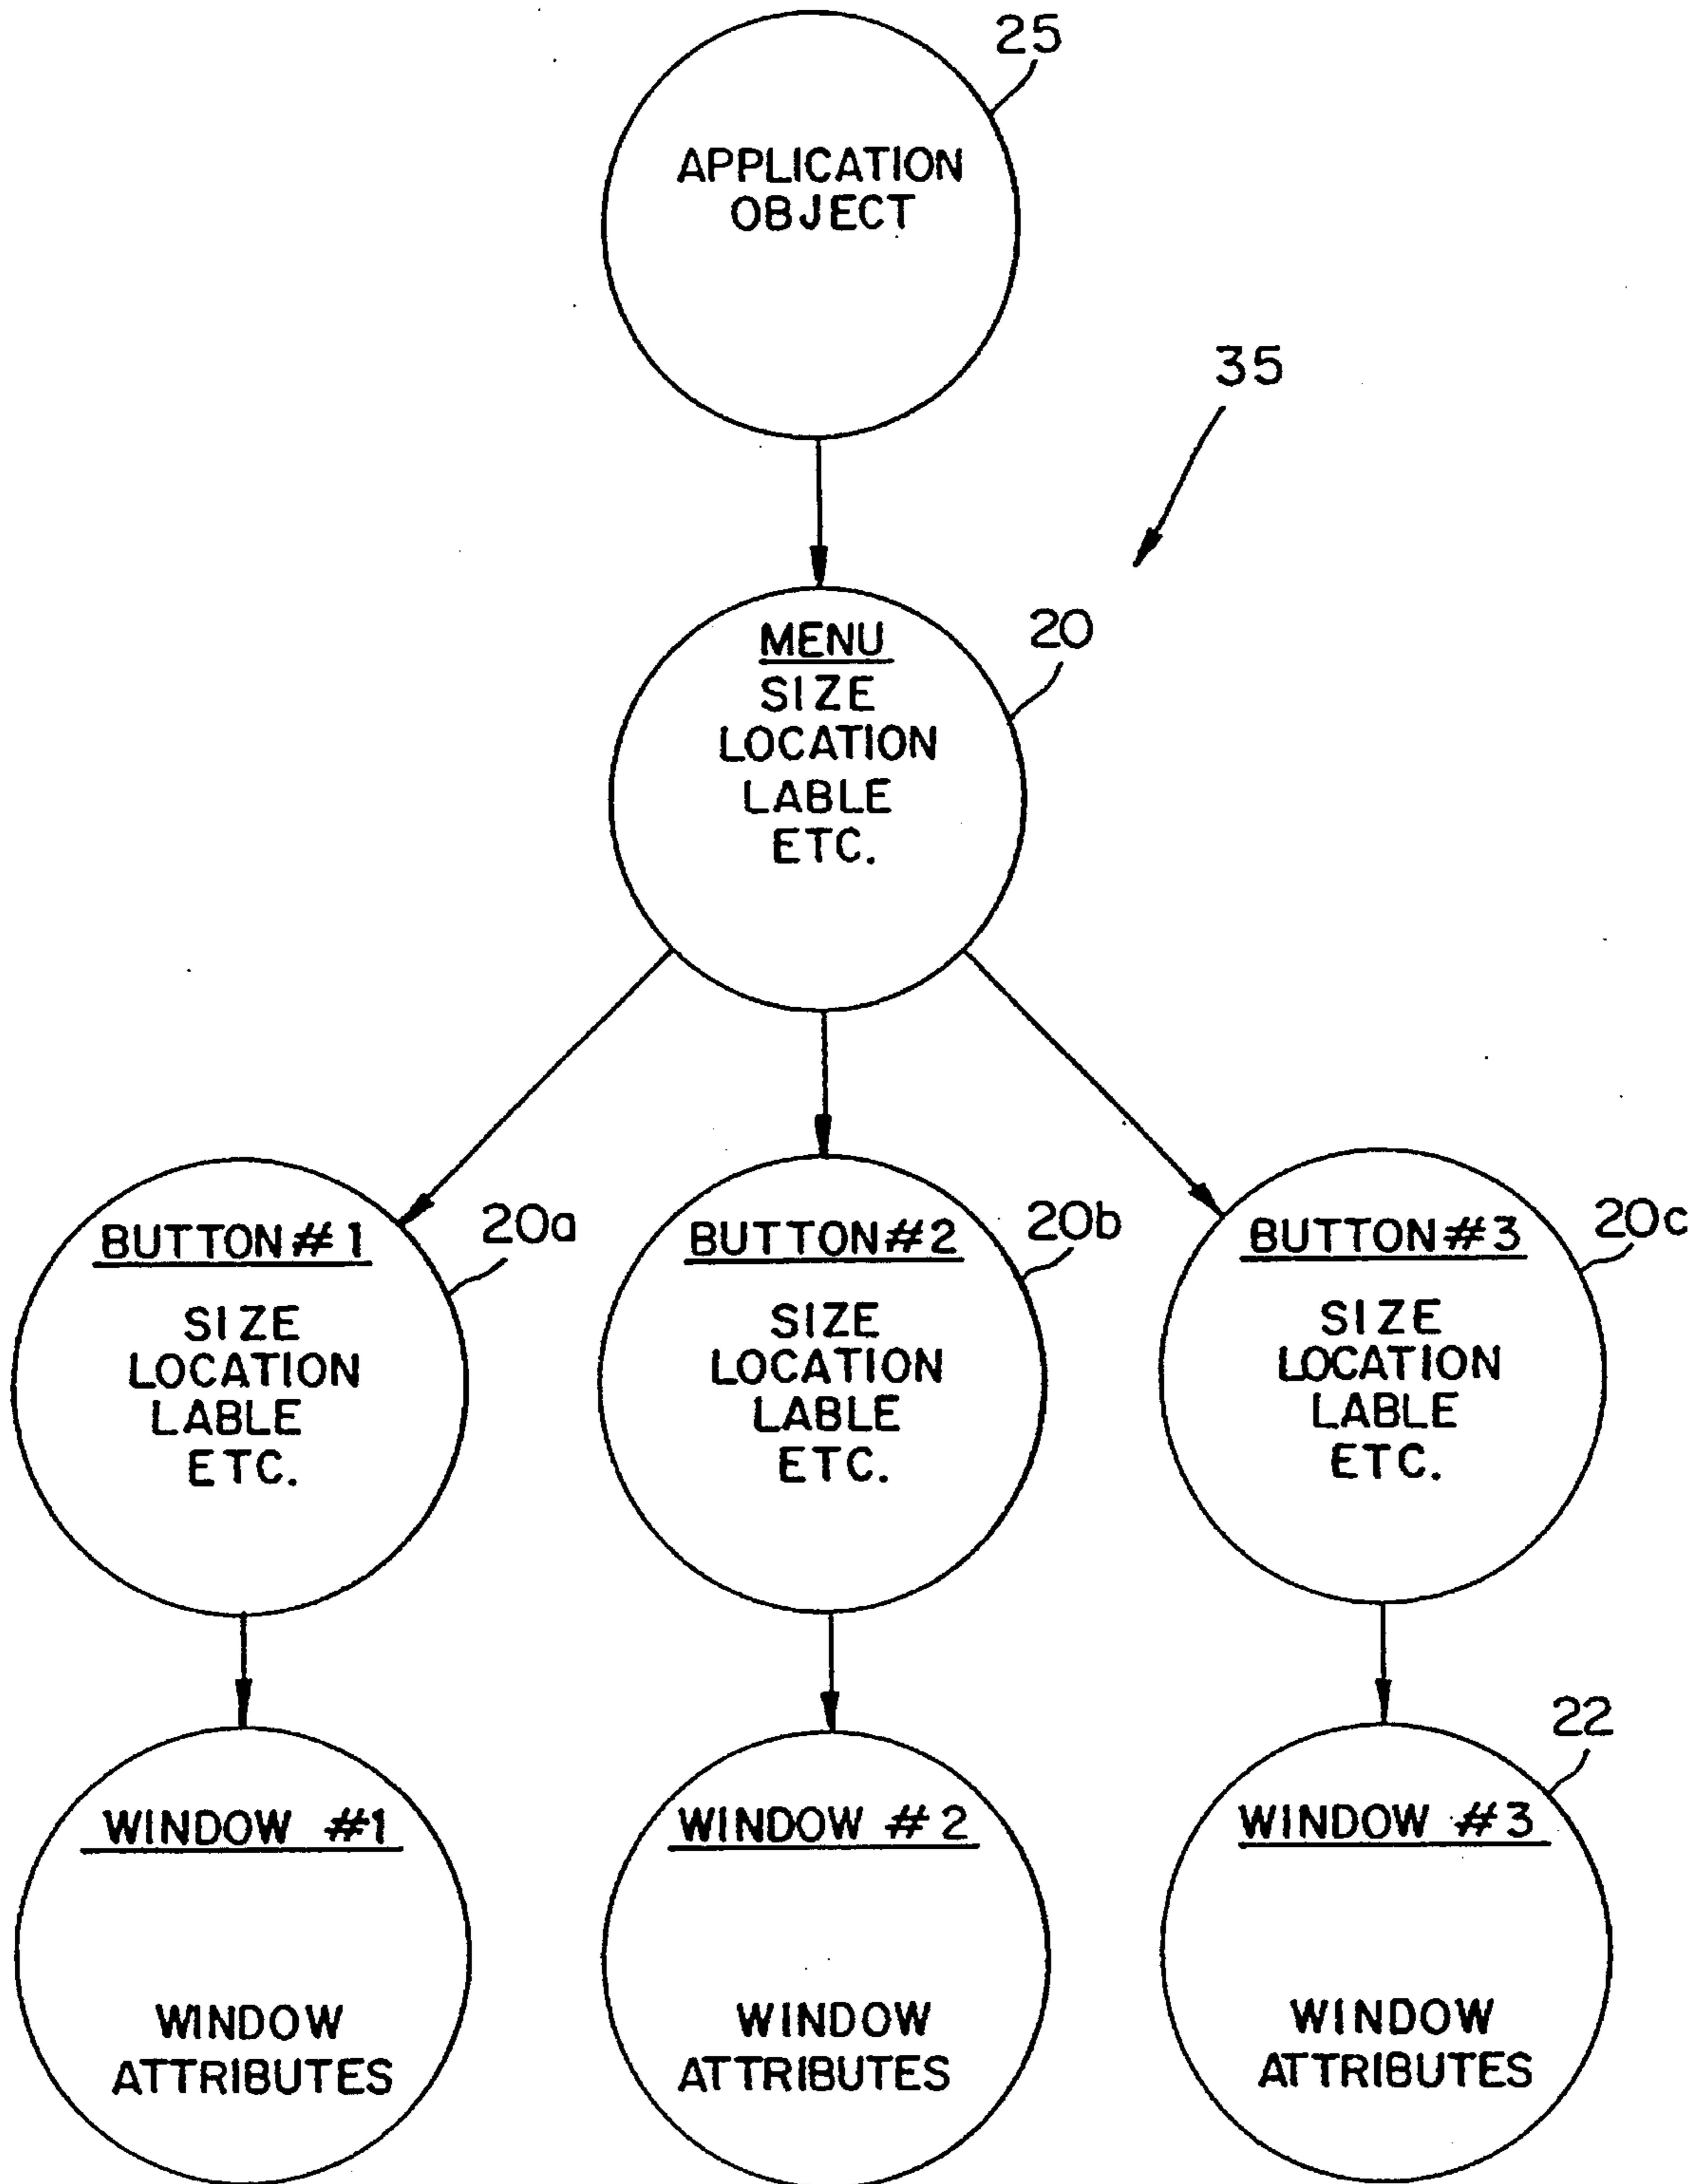 25
APPLICATION
OBJECT
35
20
MENU
SIZE
LOCATION
LABLE
ETC.
20a
BUTTON #1
SIZE
LOCATION
LABLE
ETC.
20b
BUTTON #2
SIZE
LOCATION
LABLE
ETC.
20c
BUTTON #3
SIZE
LOCATION
LABLE
ETC.
WINDOW #1
WINDOW
ATTRIBUTES
WINDOW #2
WINDOW
ATTRIBUTES
22
WINDOW #3
WINDOW
ATTRIBUTES